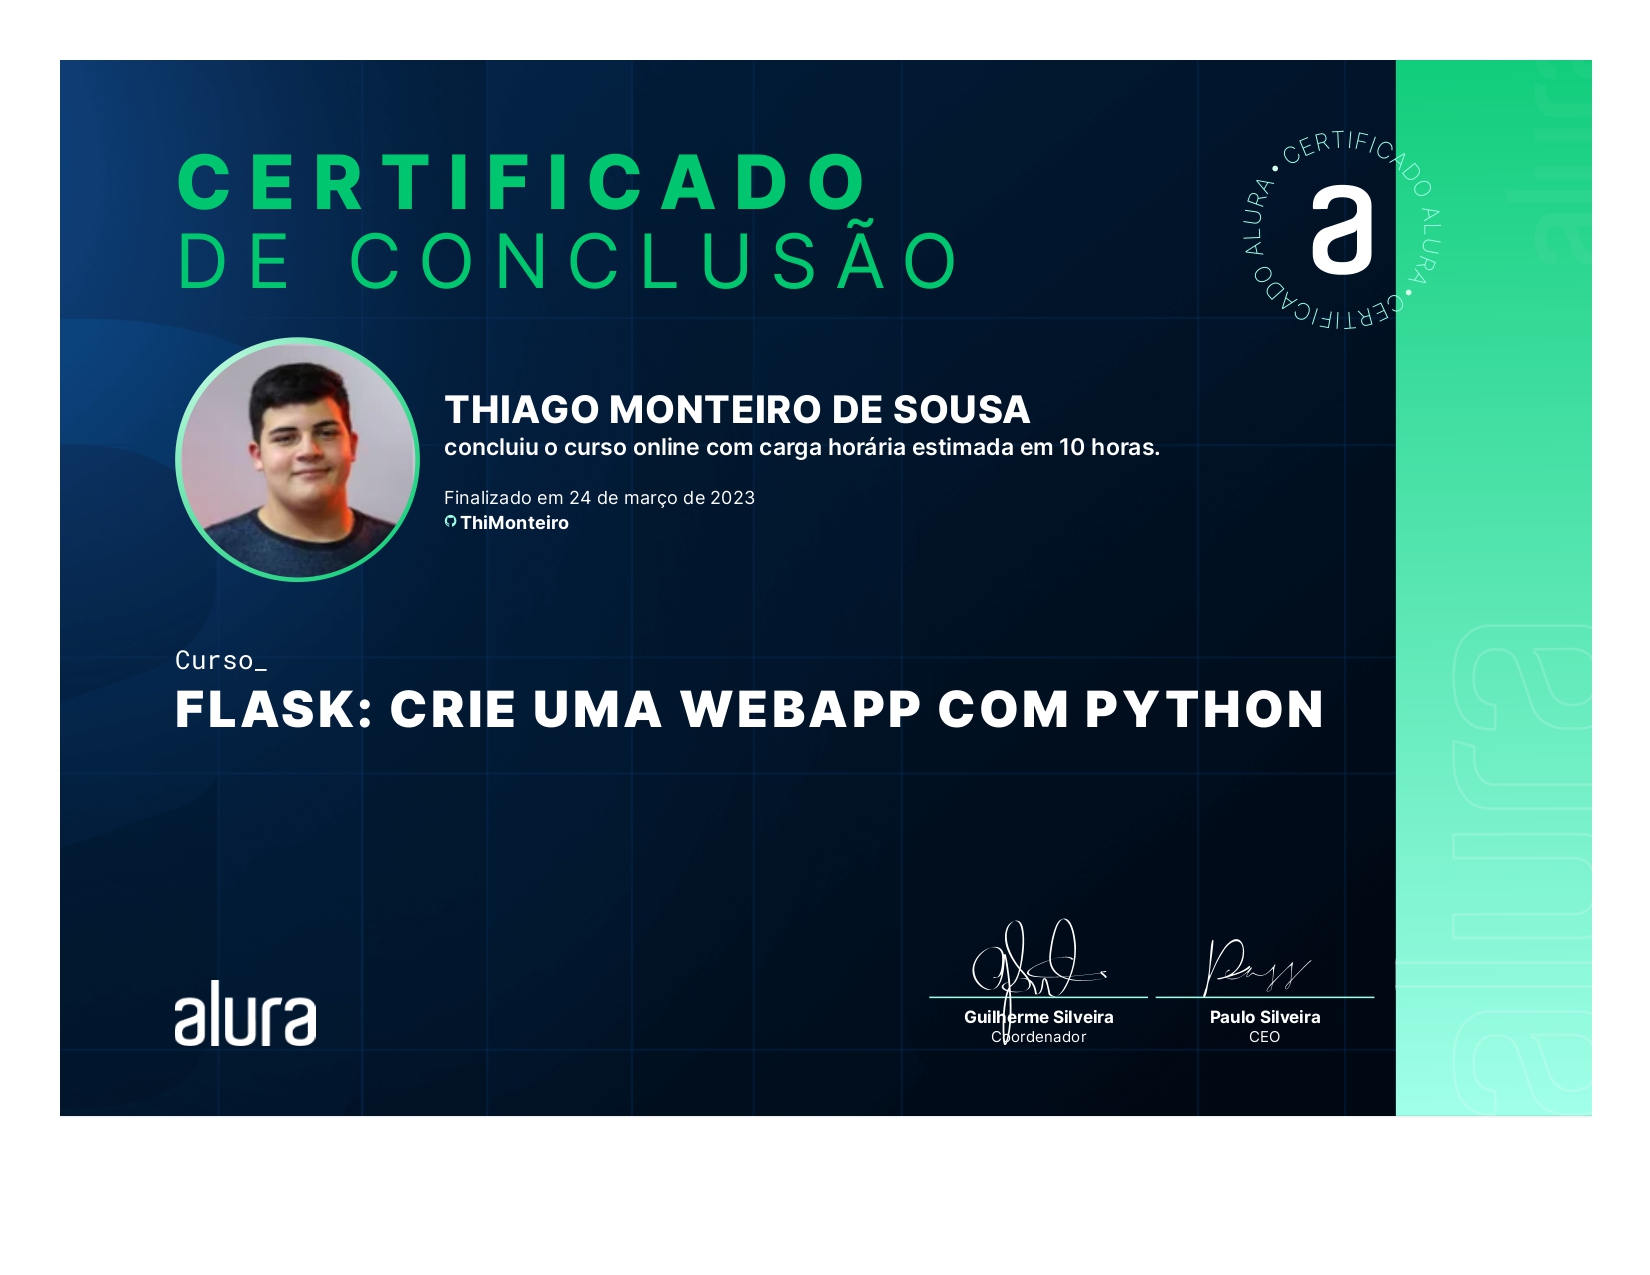 CERTIFICADO
DE CONCLUSÃO
CERTIFICADO ALURA • CERTIFICADO ALURA •
a
THIAGO MONTEIRO DE SOUSA
concluiu o curso online com carga horária estimada em 10 horas.
Finalizado em 24 de março de 2023
ThiMonteiro
Curso_
FLASK: CRIE UMA WEBAPP COM PYTHON
alura
Guilherme Silveira
Coordenador
Paulo Silveira
CEO
alura
alura